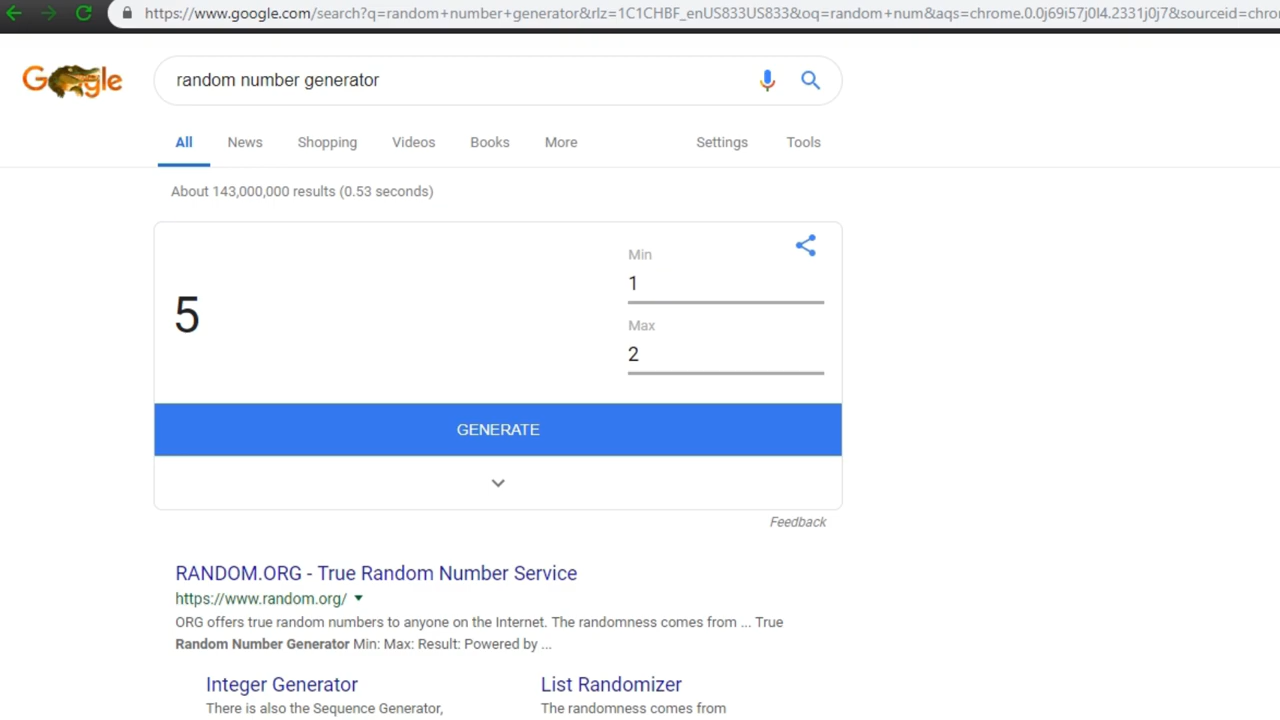 https://www.google.com/search?q=random+number+generator&rlz=1C1CHBF_enUS833US833&oq=random+num&aqs=chrome.0.0j69i57j0l4.2331j0j7&sourceid=chro
Google
random number generator
All News Shopping Videos Books More Settings Tools
About 143,000,000 results (0.53 seconds)
Min
1
5
Max
2
GENERATE
Feedback
RANDOM.ORG - True Random Number Service
https://www.random.org/
ORG offers true random numbers to anyone on the Internet. The randomness comes from ... True
Random Number Generator Min: Max: Result: Powered by ...
Integer Generator List Randomizer
There is also the Sequence Generator, The randomness comes from